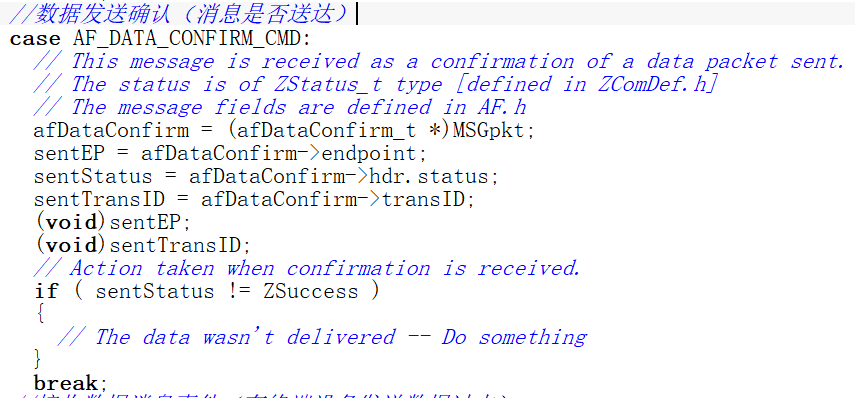 //数据发送确认（消息是否送达）
case AF_DATA_CONFIRM_CMD:
// This message is received as a confirmation of a data packet sent.
// The status is of ZStatus_t type [defined in ZComDef.h]
// The message fields are defined in AF.h
afDataConfirm = (afDataConfirm_t *)MSGpkt;
sentEP = afDataConfirm->endpoint;
sentStatus = afDataConfirm->hdr.status;
sentTransID = afDataConfirm->transID;
(void)sentEP;
(void)sentTransID;
// Action taken when confirmation is received.
if ( sentStatus != ZSuccess )
{
// The data wasn't delivered -- Do something
}
break;